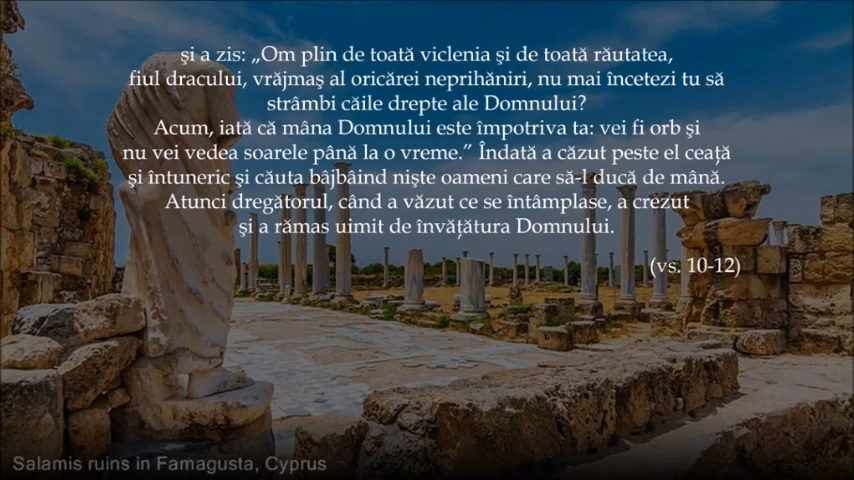 şi a zis: „Om plin de toată viclenia şi de toată răutatea,
fiul dracului, vrăjmaş al oricărei neprihăniri, nu mai încetezi tu să
strâmbi căile drepte ale Domnului?
Acum, iată că mâna Domnului este împotriva ta: vei fi orb şi
nu vei vedea soarele până la o vreme.” Îndată a căzut peste el ceaţă
şi întuneric şi căuta bâjbâind nişte oameni care să-l ducă de mână.
Atunci dregătorul, când a văzut ce se întâmplase, a crezut
şi a rămas uimit de învăţătura Domnului.
(vs. 10-12)
Salamis ruins in Famagusta, Cyprus